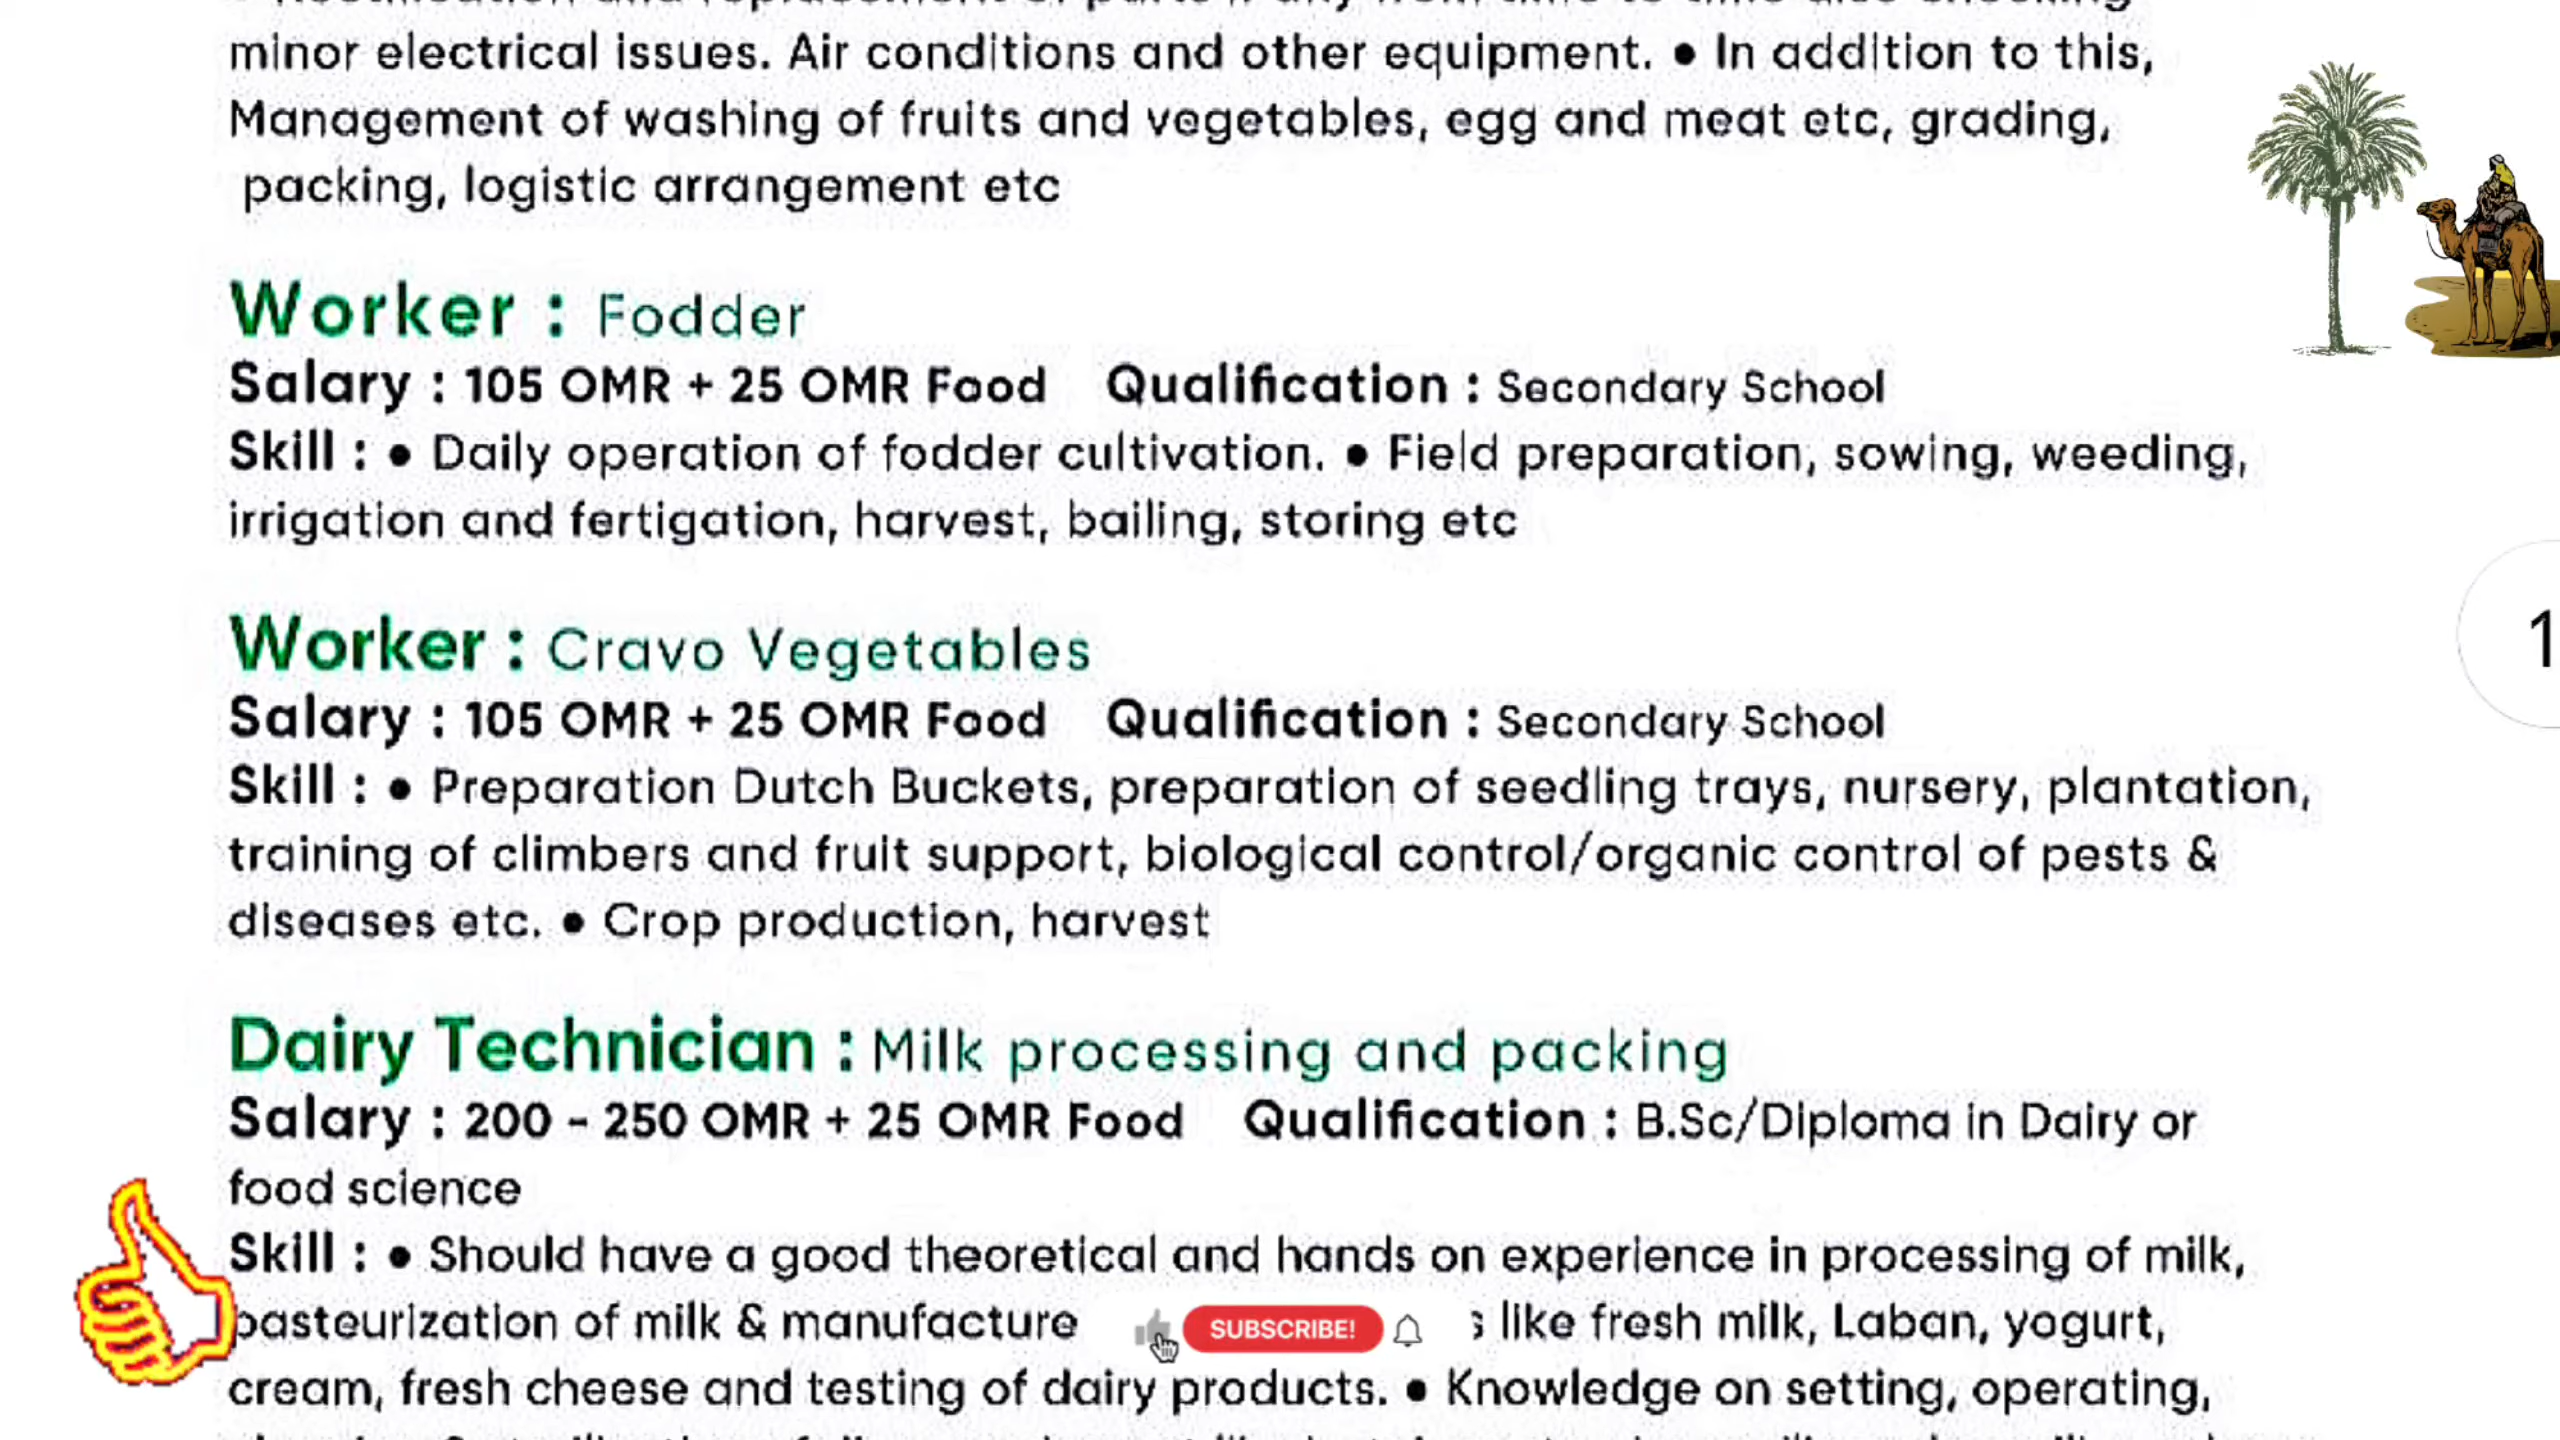 minor electrical issues. Air conditions and other equipment. • In addition to this,
Management of washing of fruits and vegetables, egg and meat etc, grading,
packing, logistic arrangement etc
Worker : Fodder
Salary : 105 OMR + 25 OMR Food Qualification : Secondary School
Skill : • Daily operation of fodder cultivation. • Field preparation, sowing, weeding,
irrigation and fertigation, harvest, bailing, storing etc
1
Worker : Cravo Vegetables
Salary : 105 OMR + 25 OMR Food Qualification : Secondary School
Skill : • Preparation Dutch Buckets, preparation of seedling trays, nursery, plantation,
training of climbers and fruit support, biological control/organic control of pests &
diseases etc. • Crop production, harvest
Dairy Technician : Milk processing and packing
Salary : 200 - 250 OMR + 25 OMR Food Qualification : B.Sc/Diploma in Dairy or
food science
Skill : • Should have a good theoretical and hands on experience in processing of milk,
pasteurization of milk & manufacture SUBSCRIBE! like fresh milk, Laban, yogurt,
cream, fresh cheese and testing of dairy products. • Knowledge on setting, operating,